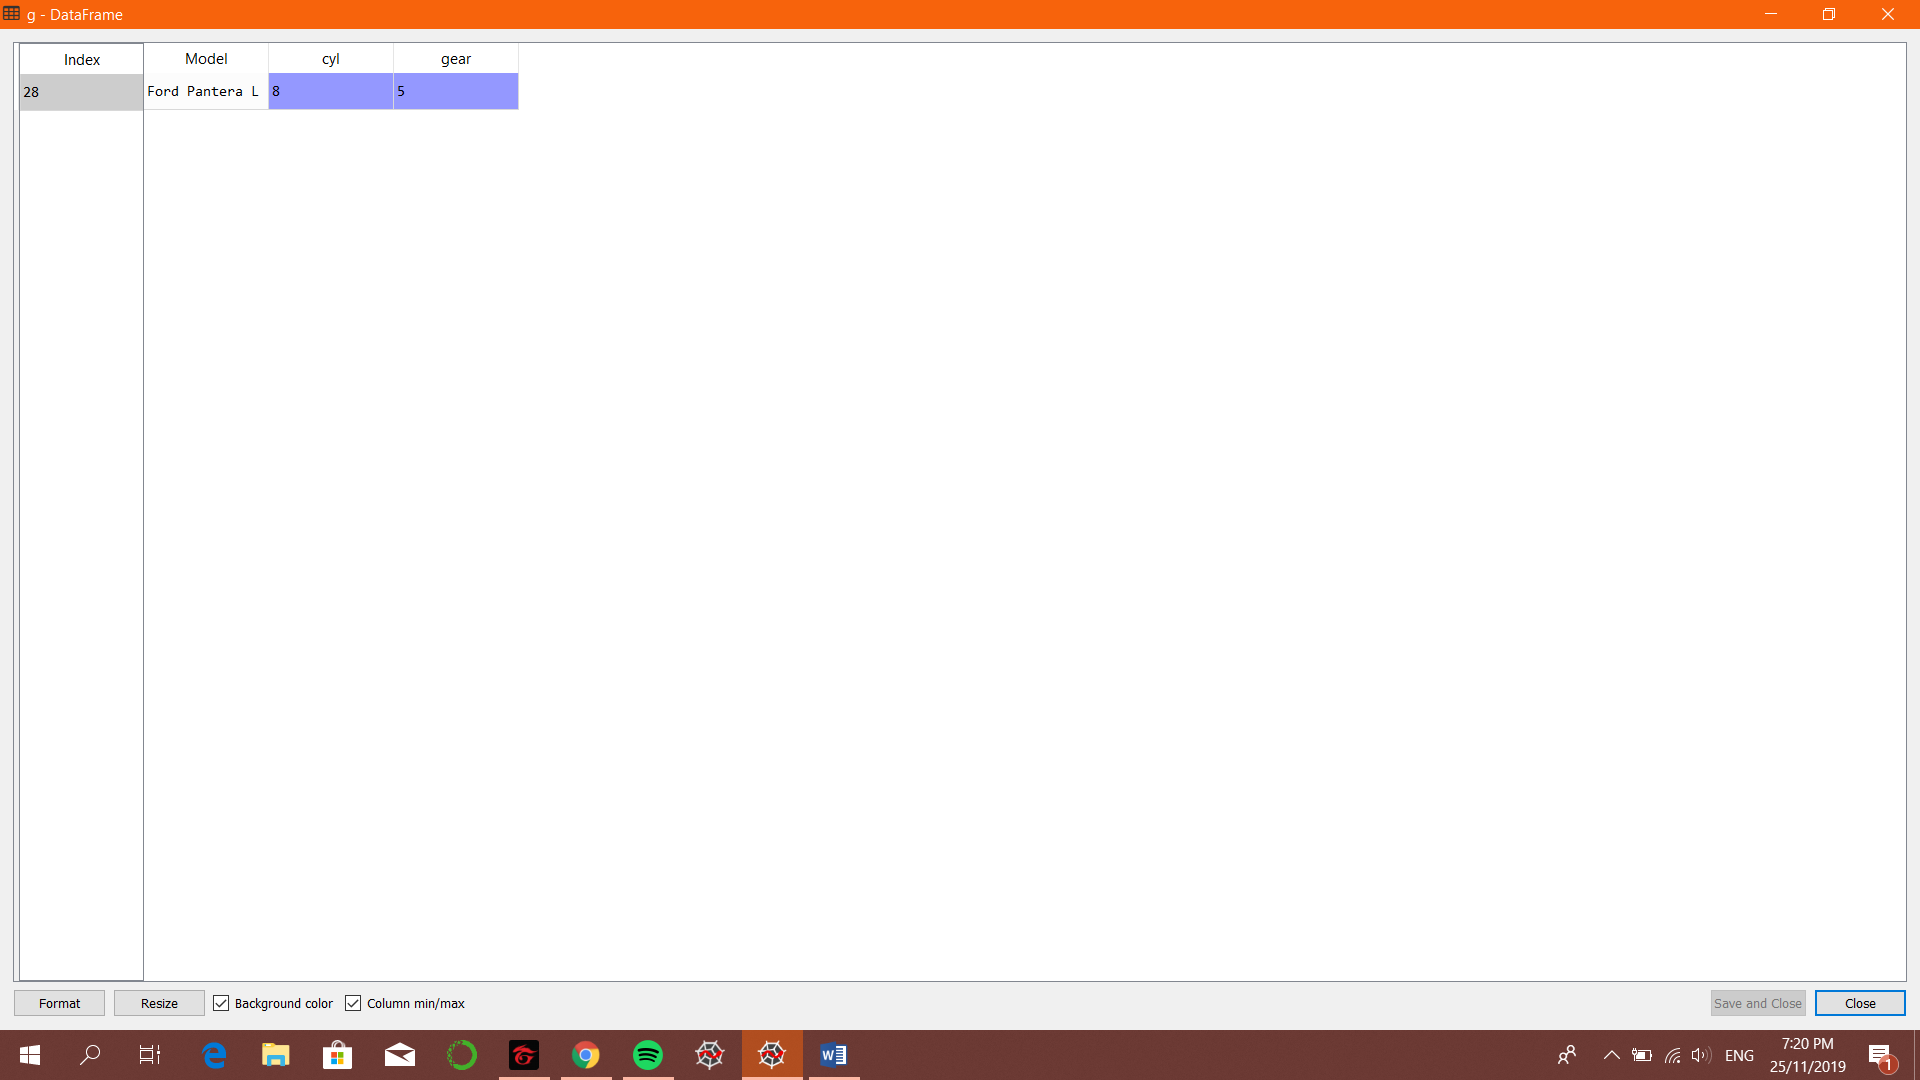 g - DataFrame
Index Model cyl gear
28 Ford Pantera L 8 5
Format Resize Background color Column min/max Save and Close Close
ENG 7:20 PM
25/11/2019 1